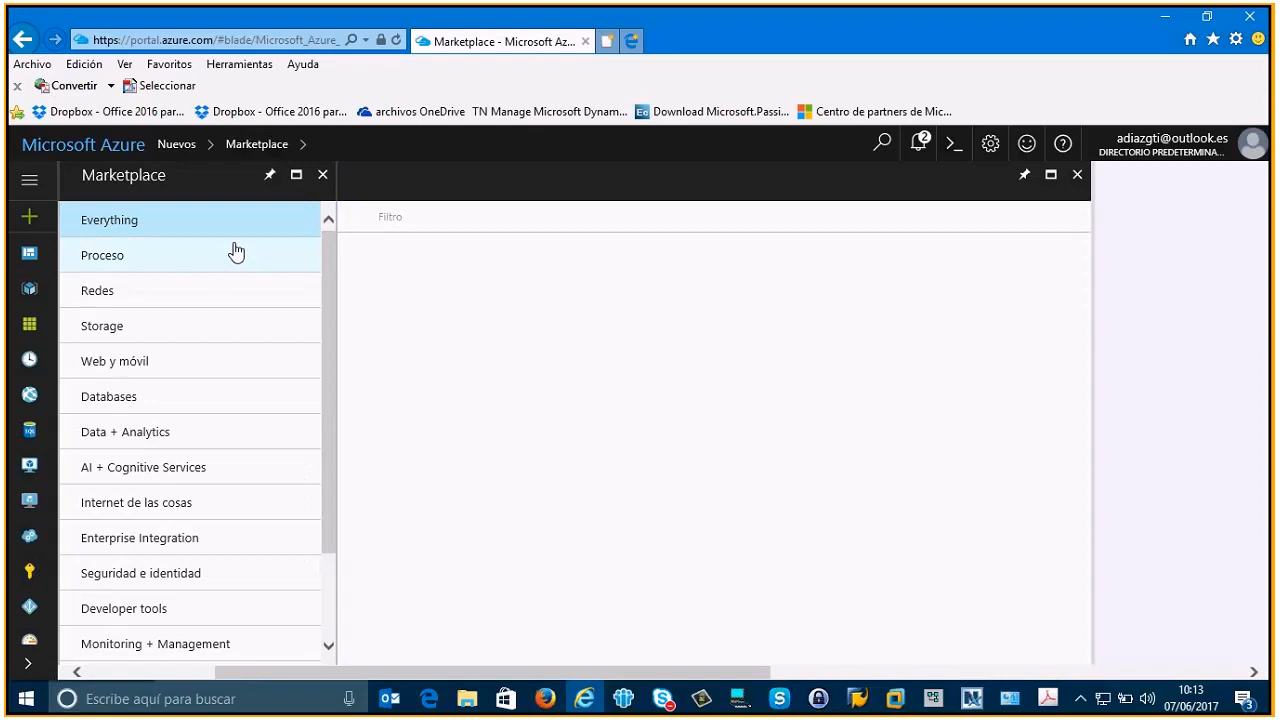 https://portal.azure.com/#blade/Microsoft_Azure_
Marketplace - Microsoft Az...
Archivo Edición Ver Favoritos Herramientas Ayuda
x Convertir Seleccionar
Dropbox - Office 2016 par... Dropbox - Office 2016 par... archivos OneDrive TN Manage Microsoft Dynam... Download Microsoft.Passi... Centro de partners de Mic...
Microsoft Azure Nuevos > Marketplace >
2
adiazgti@outlook.es
DIRECTORIO PREDETERMINA...
Marketplace
Everything
Filtro
Proceso
Redes
Storage
Web y móvil
Databases
Data + Analytics
AI + Cognitive Services
Internet de las cosas
Enterprise Integration
Seguridad e identidad
Developer tools
Monitoring + Management
Escribe aquí para buscar
10:13
07/06/2017
3